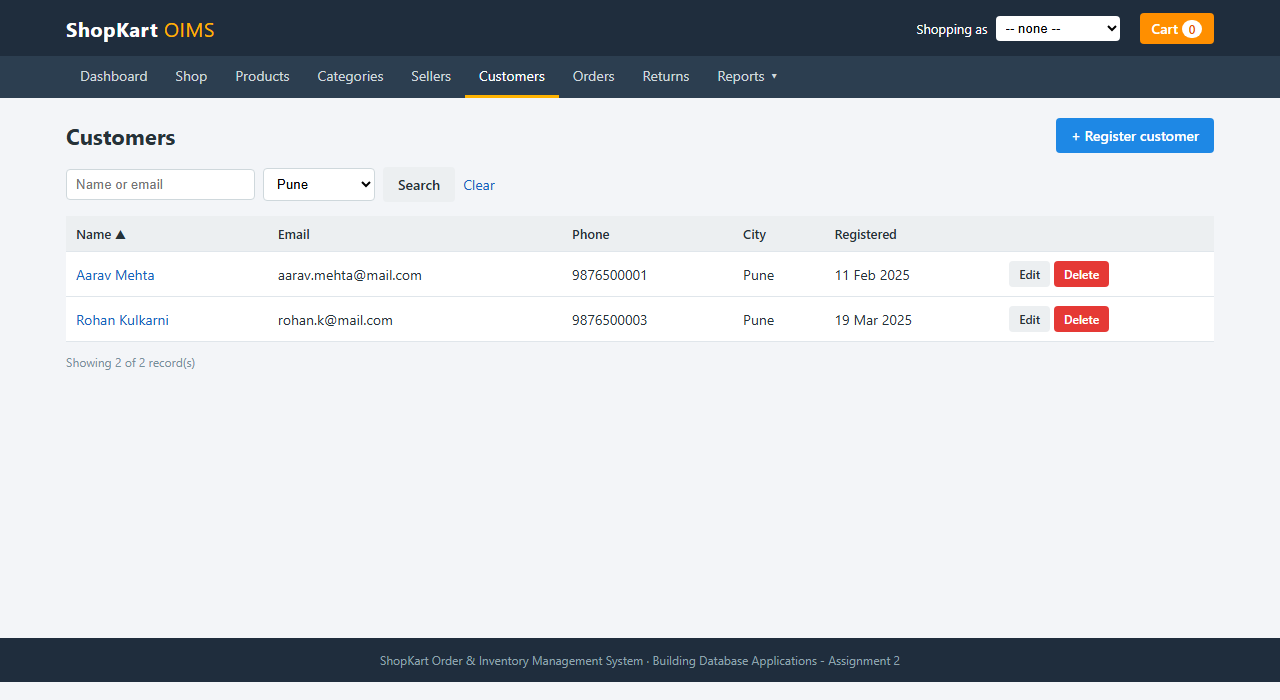 ShopKart OIMS
Shopping as -- none -- Cart 0
Dashboard Shop Products Categories Sellers Customers Orders Returns Reports ▾
Customers
+ Register customer
Name or email Pune Search Clear
Name ▲ Email Phone City Registered
Aarav Mehta aarav.mehta@mail.com 9876500001 Pune 11 Feb 2025 Edit Delete
Rohan Kulkarni rohan.k@mail.com 9876500003 Pune 19 Mar 2025 Edit Delete
Showing 2 of 2 record(s)
ShopKart Order & Inventory Management System · Building Database Applications - Assignment 2